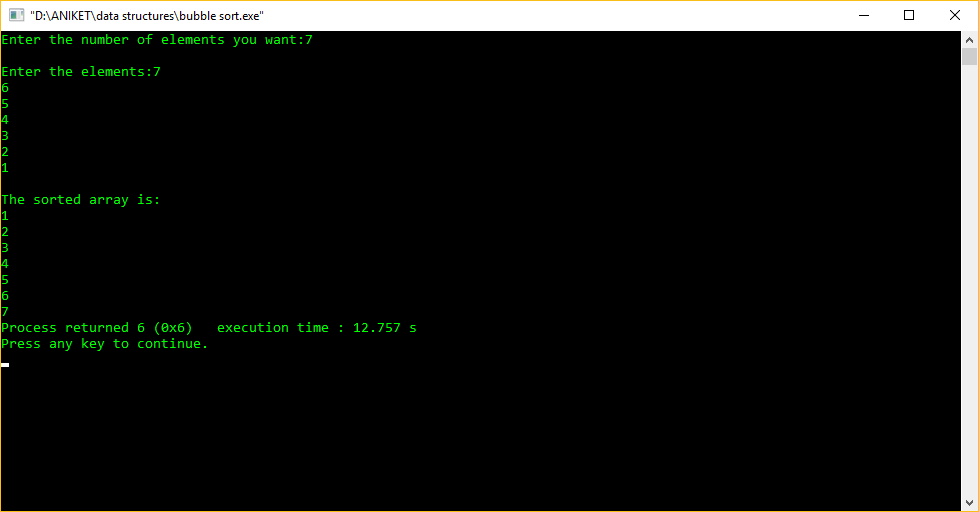 "D:\ANIKET\data structures\bubble sort.exe"
Enter the number of elements you want:7
Enter the elements:7
6
5
4
3
2
1
The sorted array is:
1
2
3
4
5
6
7
Process returned 6 (0x6)   execution time : 12.757 s
Press any key to continue.